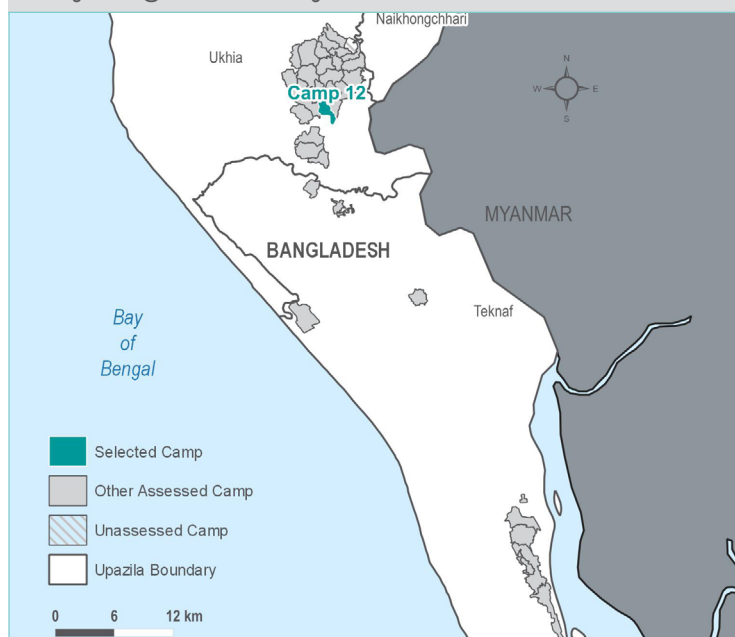 Naikhongchhari
Ukhia
Camp 12
N
W E
S
MYANMAR
BANGLADESH
Teknaf
Bay
of
Bengal
Selected Camp
Other Assessed Camp
Unassessed Camp
Upazila Boundary
0 6 12 km